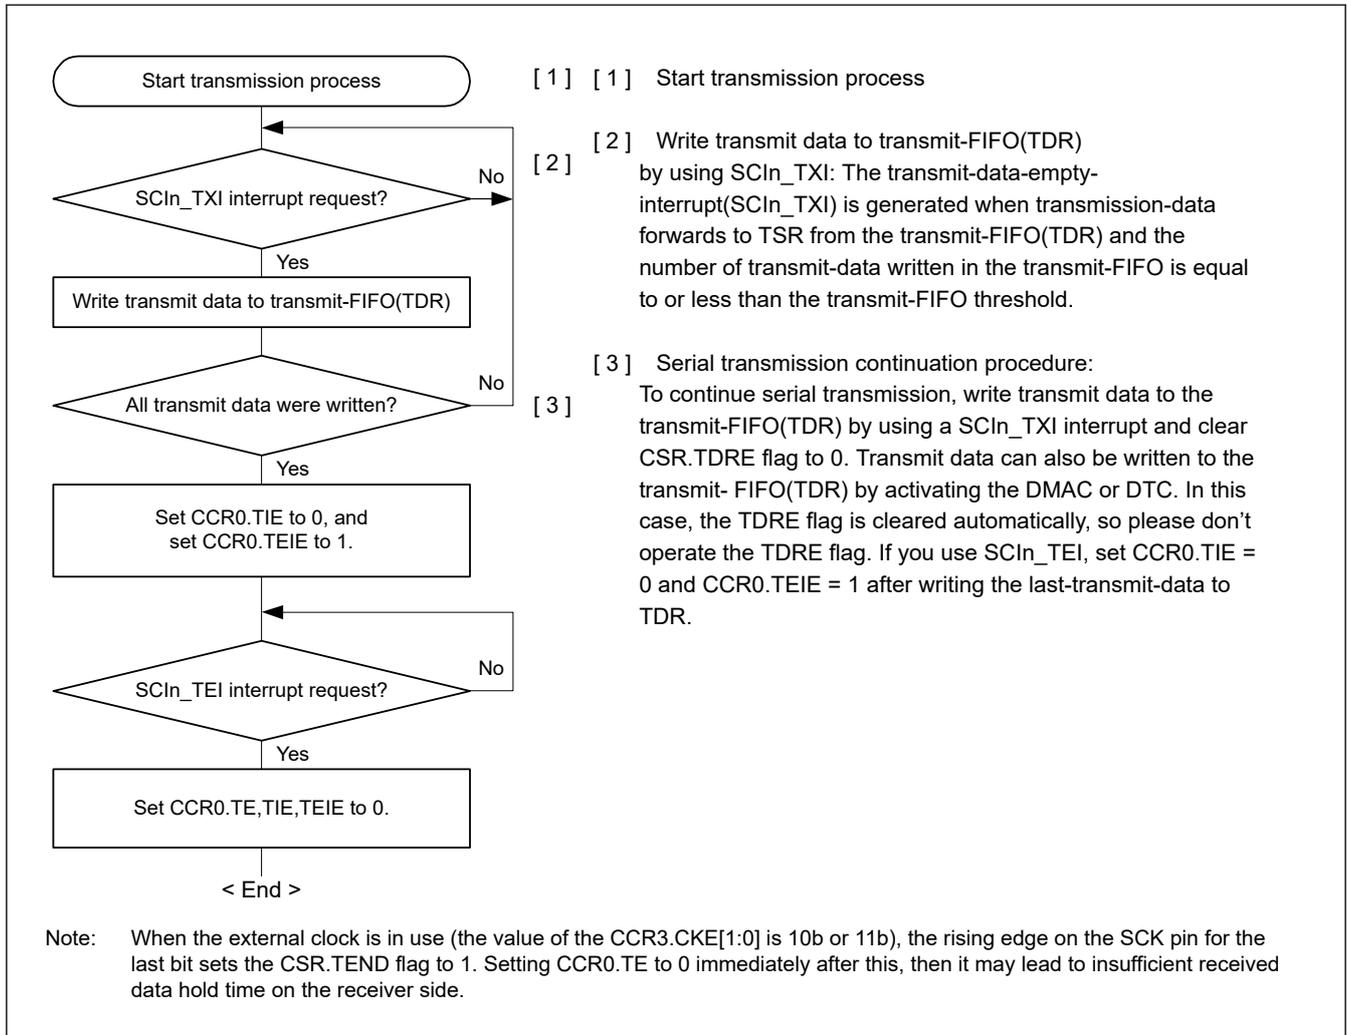 Start transmission process
[ 1 ]
SCIn_TXI interrupt request?
No
[ 2 ]
Yes
Write transmit data to transmit-FIFO(TDR)
All transmit data were written?
No
[ 3 ]
Yes
Set CCR0.TIE to 0, and
set CCR0.TEIE to 1.
SCIn_TEI interrupt request?
No
Yes
Set CCR0.TE,TIE,TEIE to 0.
< End >
[ 1 ] Start transmission process
[ 2 ] Write transmit data to transmit-FIFO(TDR)
by using SCIn_TXI: The transmit-data-empty-
interrupt(SCIn_TXI) is generated when transmission-data
forwards to TSR from the transmit-FIFO(TDR) and the
number of transmit-data written in the transmit-FIFO is equal
to or less than the transmit-FIFO threshold.
[ 3 ] Serial transmission continuation procedure:
To continue serial transmission, write transmit data to the
transmit-FIFO(TDR) by using a SCIn_TXI interrupt and clear
CSR.TDRE flag to 0. Transmit data can also be written to the
transmit- FIFO(TDR) by activating the DMAC or DTC. In this
case, the TDRE flag is cleared automatically, so please don’t
operate the TDRE flag. If you use SCIn_TEI, set CCR0.TIE =
0 and CCR0.TEIE = 1 after writing the last-transmit-data to
TDR.
Note: When the external clock is in use (the value of the CCR3.CKE[1:0] is 10b or 11b), the rising edge on the SCK pin for the
last bit sets the CSR.TEND flag to 1. Setting CCR0.TE to 0 immediately after this, then it may lead to insufficient received
data hold time on the receiver side.